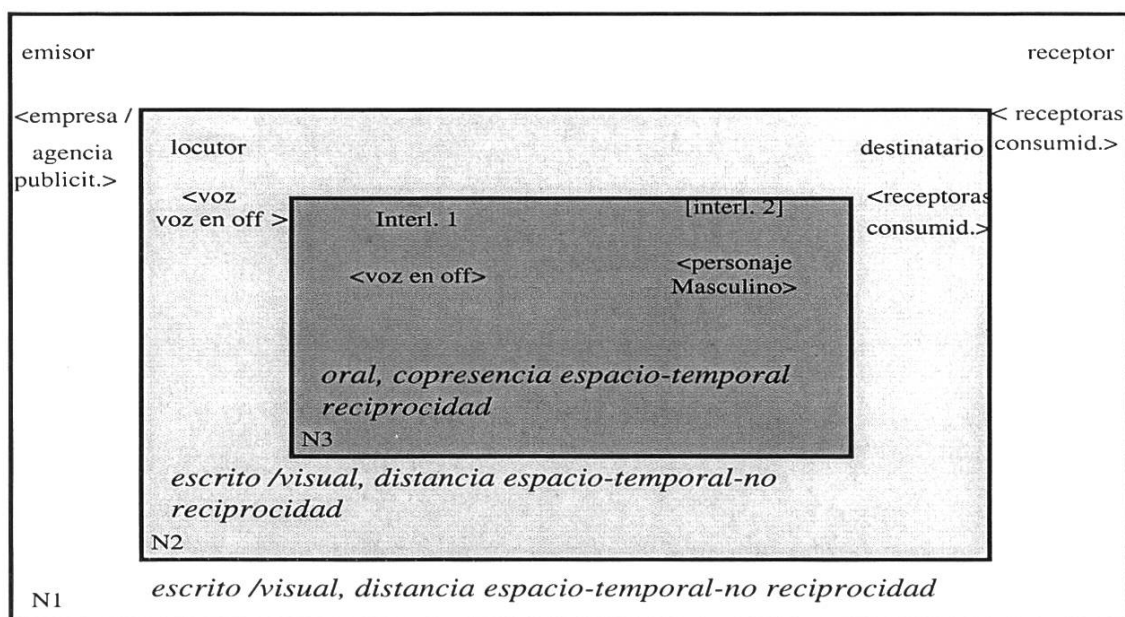 emisor
receptor
<empresa /
agencia
publicit.>
< receptoras
consumid.>
locutor
destinatario
<voz
voz en off >
<receptoras
consumid.>
Interl. 1
[interl. 2]
<voz en off>
<personaje
Masculino>
oral, copresencia espacio-temporal
reciprocidad
N3
escrito /visual, distancia espacio-temporal-no
reciprocidad
N2
escrito /visual, distancia espacio-temporal-no reciprocidad
N1